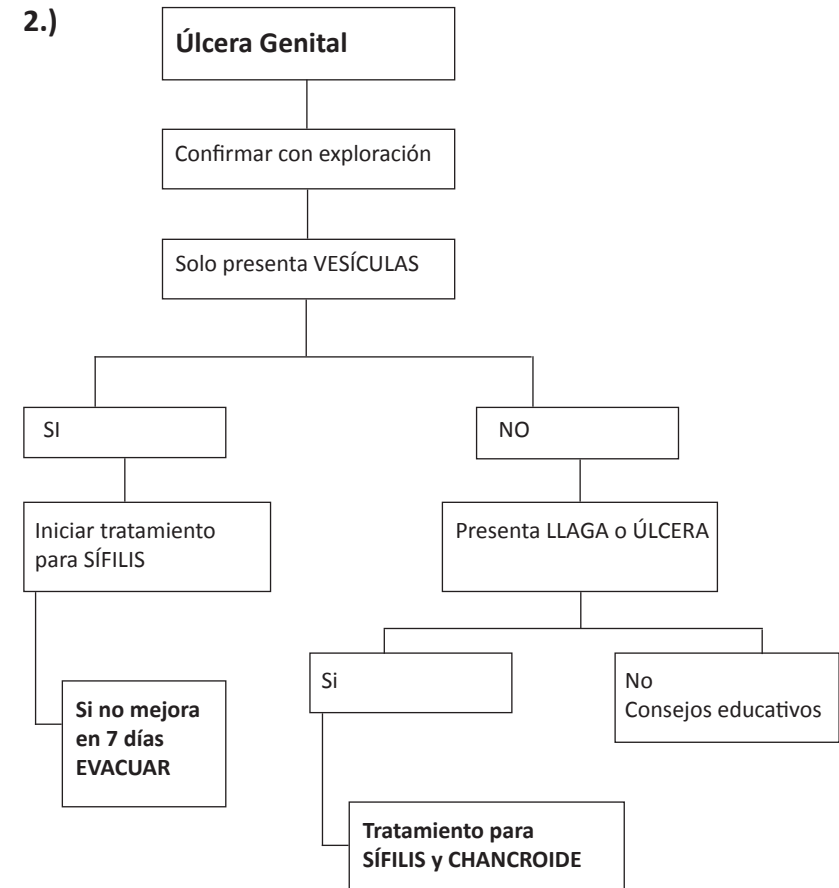 2.)
Úlcera Genital
Confirmar con exploración
Solo presenta VESÍCULAS
SI
NO
Iniciar tratamiento
para SÍFILIS
Presenta LLAGA o ÚLCERA
Si no mejora
en 7 días
EVACUAR
Si
No
Consejos educativos
Tratamiento para
SÍFILIS y CHANCROIDE